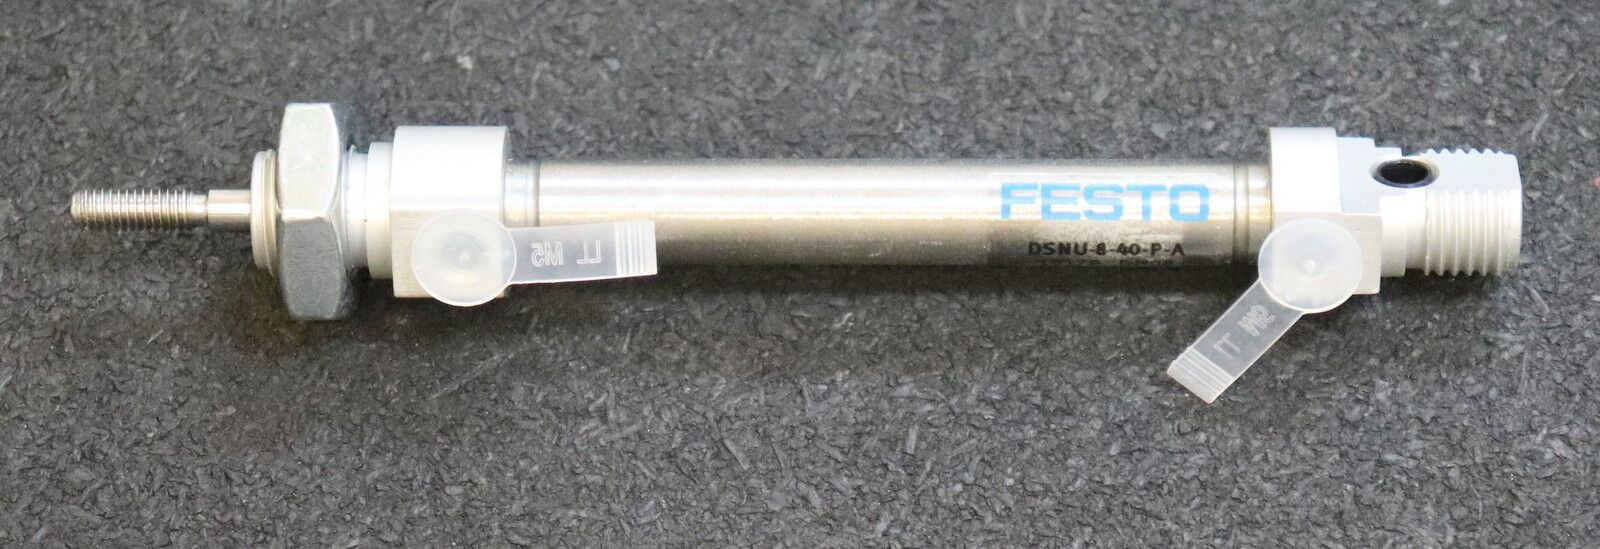 FESTO
DSNU-8-40-P-A
LL M5
LL M5